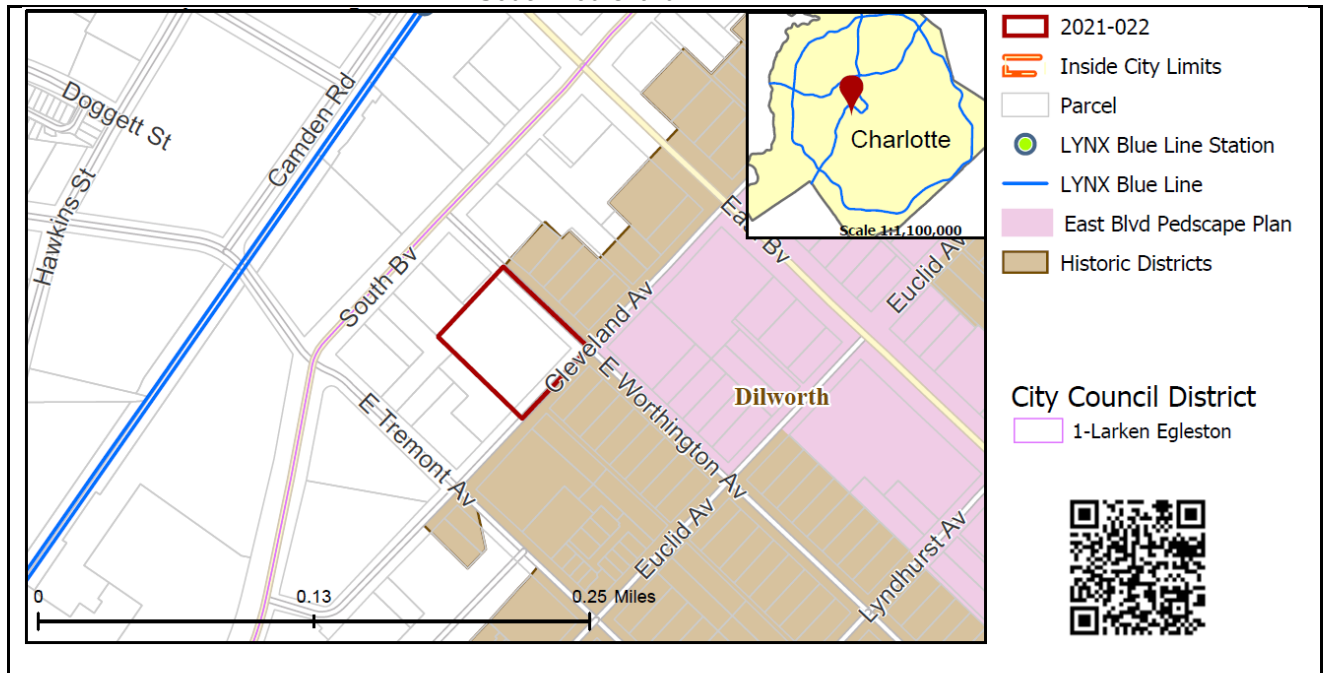 Doggett St
Camden Rd
Hawkins St
South Bv
East Bv
Euclid Av
Cleveland Av
E Worthington Av
Dilworth
E Tremont Av
Euclid Av
Lyndhurst Av
0 0.13 0.25 Miles
Charlotte
Scale 1:1,100,000
2021-022
Inside City Limits
Parcel
LYNX Blue Line Station
LYNX Blue Line
East Blvd Pedscape Plan
Historic Districts
City Council District
1-Larken Egleston